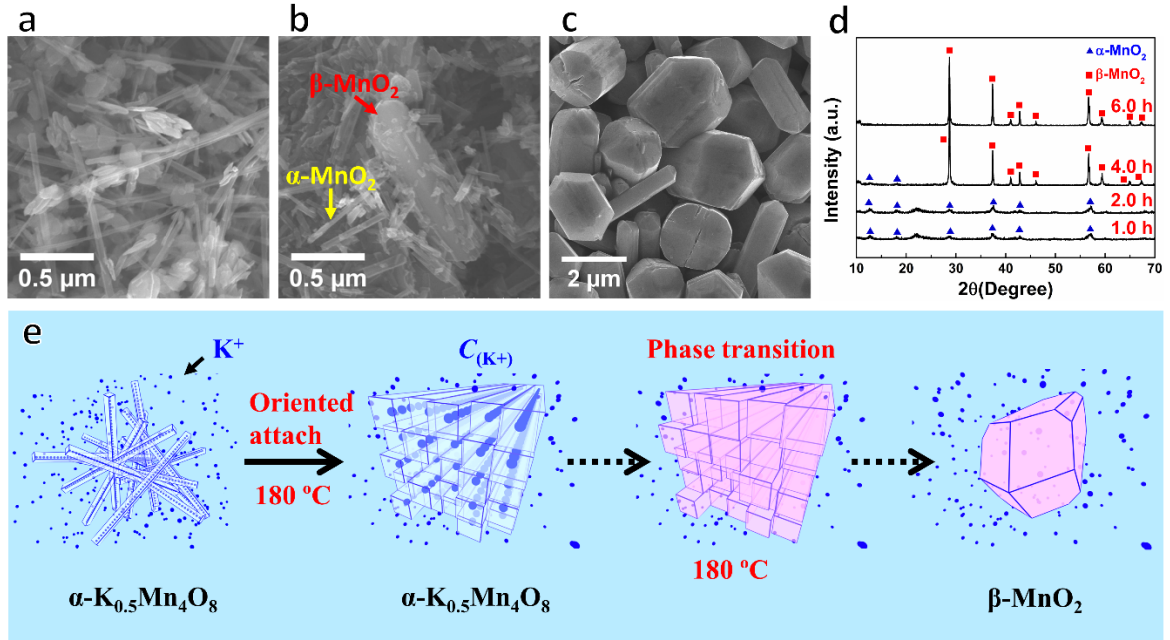 a
b
c
d
β-MnO₂
α-MnO₂
0.5 μm
0.5 μm
2 μm
Intensity (a.u.)
α-MnO₂
β-MnO₂
6.0 h
4.0 h
2.0 h
1.0 h
10 20 30 40 50 60 70
2θ(Degree)
e
K⁺
C(K+)
Phase transition
Oriented
attach
180 ºC
180 ºC
α-K₀.₅Mn₄O₈
α-K₀.₅Mn₄O₈
β-MnO₂